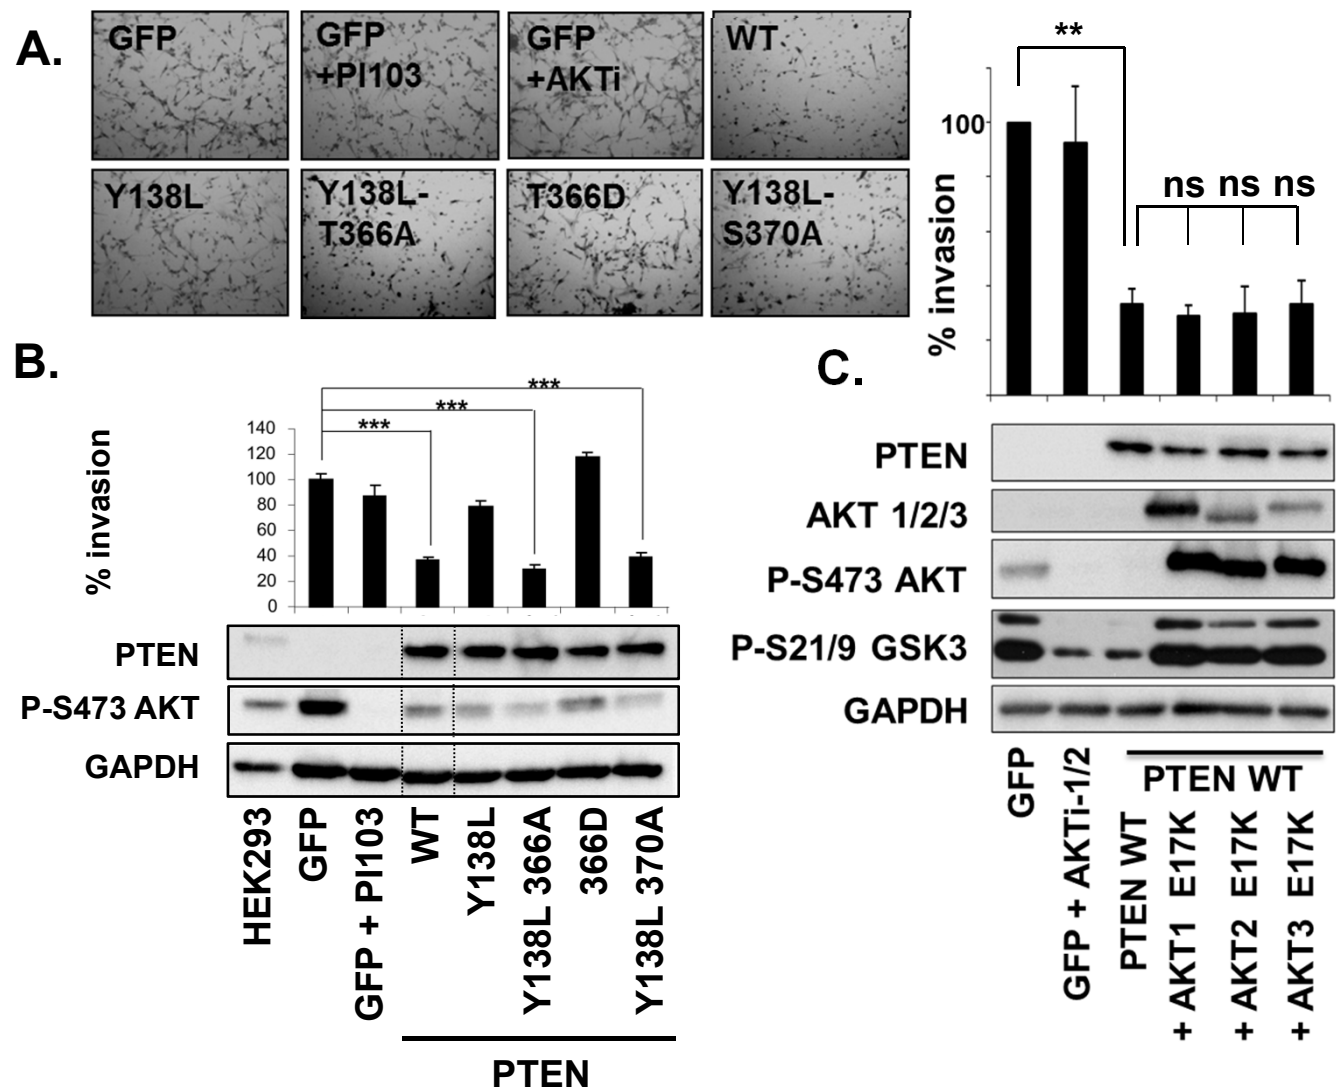 A.
GFP
GFP
+PI103
GFP
+AKTi
WT
Y138L
Y138L-
T366A
T366D
Y138L-
S370A
B.
% invasion
***
***
***
140
120
100
80
60
40
20
0
PTEN
P-S473 AKT
GAPDH
HEK293
GFP
GFP + PI103
WT
Y138L
Y138L 366A
366D
Y138L 370A
PTEN
C.
% invasion
100
**
ns ns ns
PTEN
AKT 1/2/3
P-S473 AKT
P-S21/9 GSK3
GAPDH
GFP
GFP + AKTi-1/2
PTEN WT
PTEN WT
+ AKT1 E17K
+ AKT2 E17K
+ AKT3 E17K